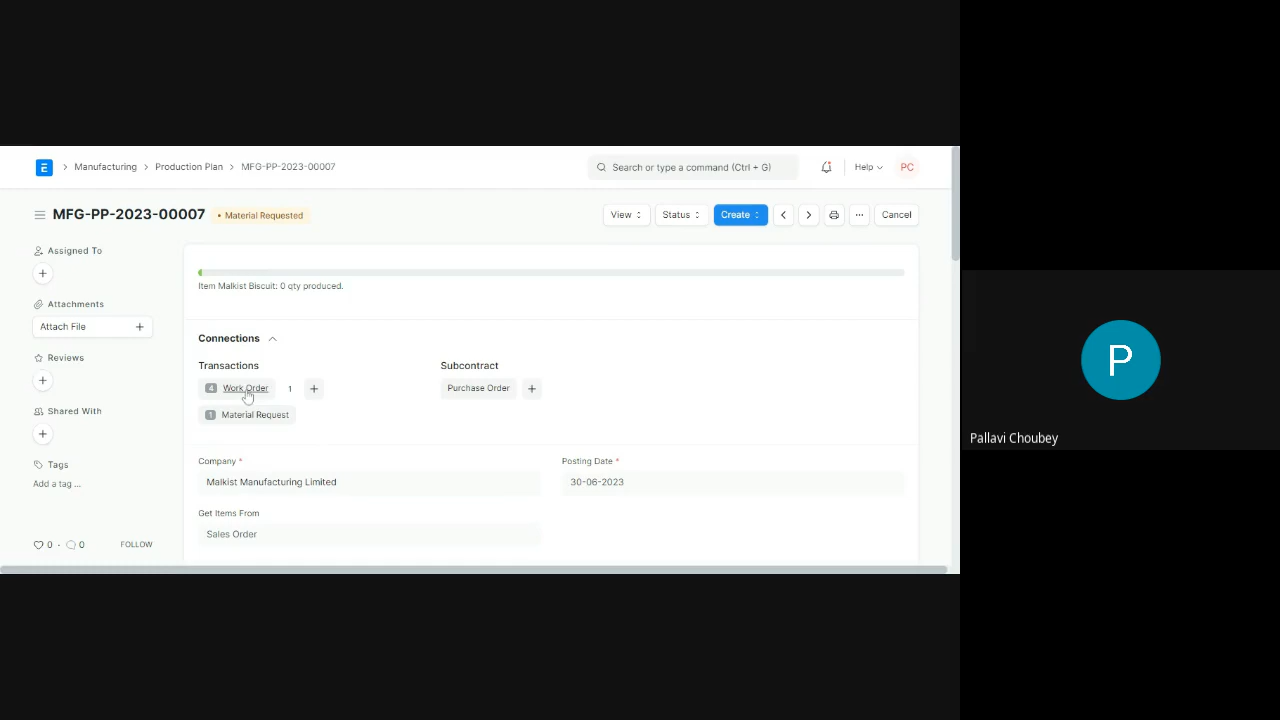 E > Manufacturing > Production Plan > MFG-PP-2023-00007
Search or type a command (Ctrl + G)
Help
PC
MFG-PP-2023-00007
• Material Requested
View
Status
Create
Cancel
Assigned To
Attachments
Attach File
Reviews
Shared With
Tags
Add a tag ...
0 · 0
FOLLOW
Item Malkist Biscuit: 0 qty produced.
Connections
Transactions
4 Work Order 1 +
1 Material Request
Subcontract
Purchase Order +
Company *
Malkist Manufacturing Limited
Posting Date *
30-06-2023
Get Items From
Sales Order
P
Pallavi Choubey